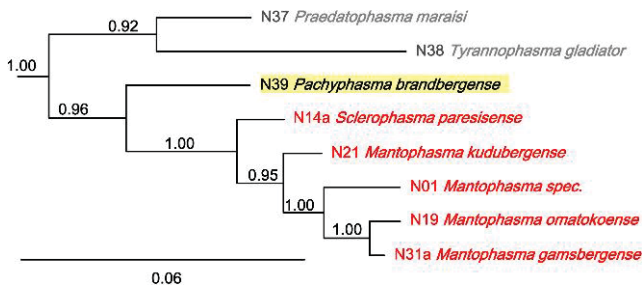 N37 Praedatophasma maraisi
0.92
N38 Tyrannophasma gladiator
1.00
N39 Pachyphasma brandbergense
0.96
N14a Sclerophasma paresisense
1.00
N21 Mantophasma kudubergense
0.95
N01 Mantophasma spec.
1.00
N19 Mantophasma omatakoense
1.00
N31a Mantophasma gamsbergense
0.06